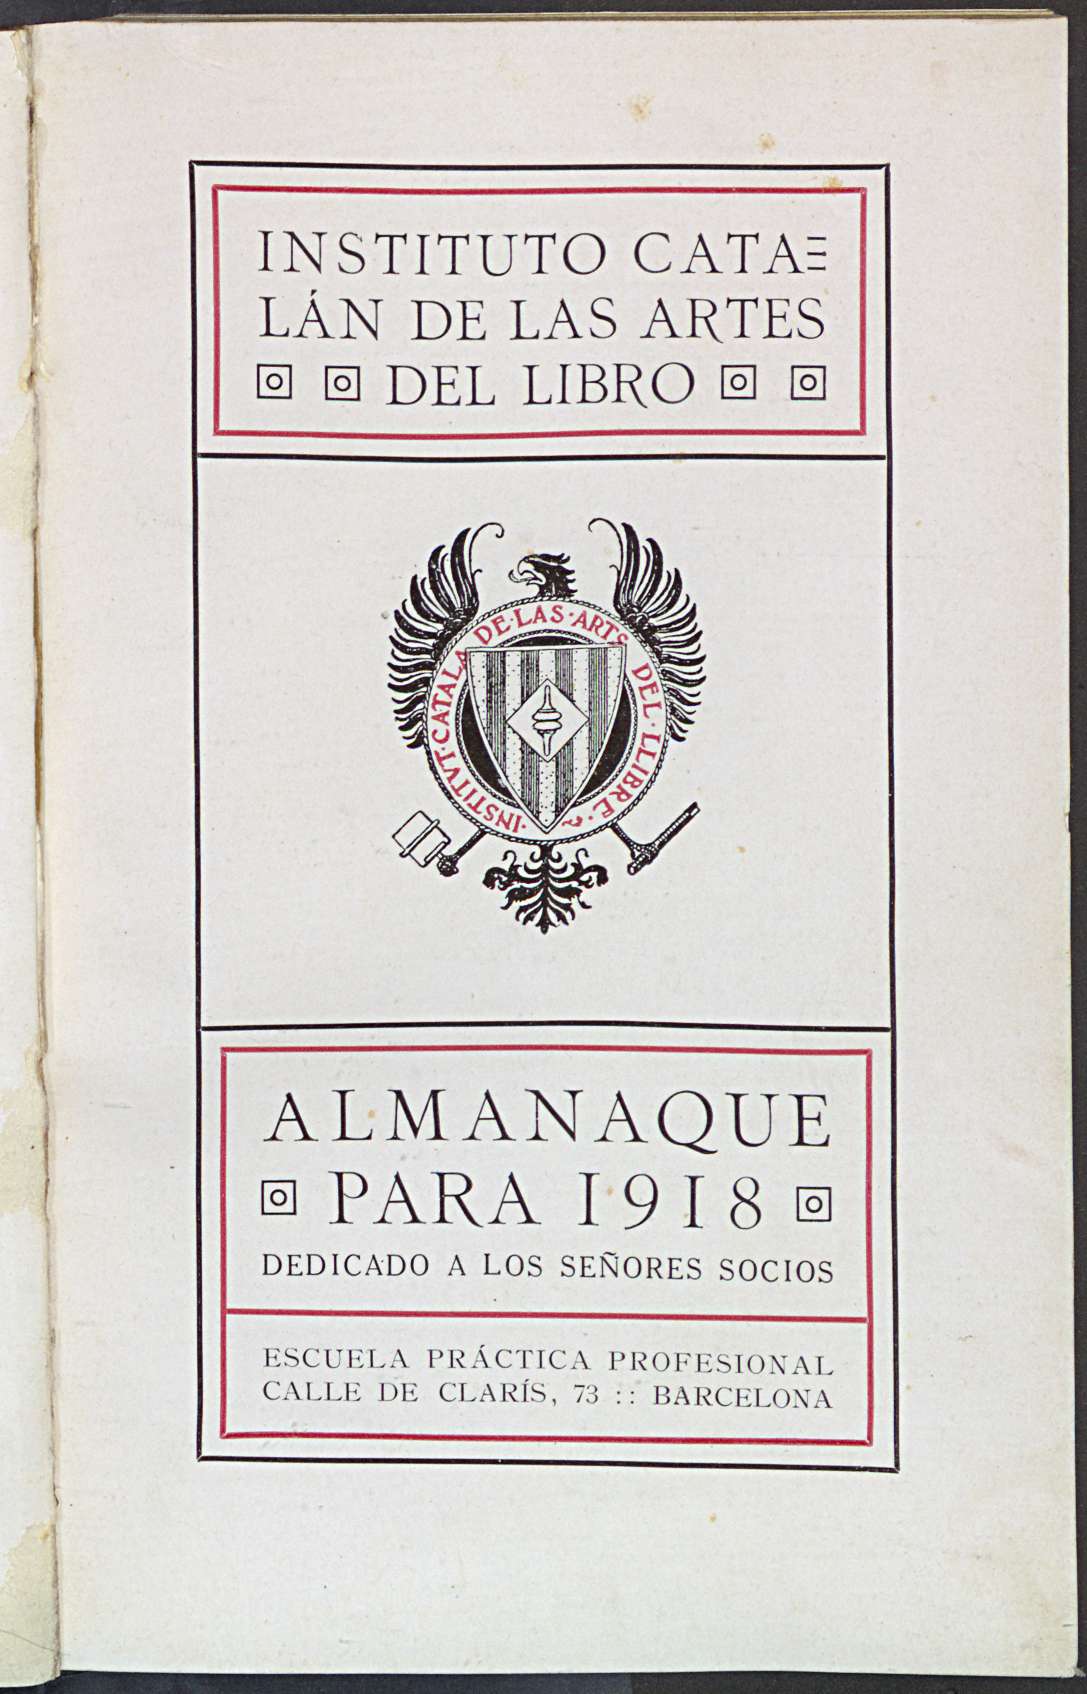 INSTITUTO CATA
LÁN DE LAS ARTES
DEL LIBRO
·INSTITVT·CATALA DE·LAS·ARTS DEL·LLIBRE·
ALMANAQUE
PARA 1918
DEDICADO A LOS SEÑORES SOCIOS
ESCUELA PRÁCTICA PROFESIONAL
CALLE DE CLARÍS, 73 :: BARCELONA